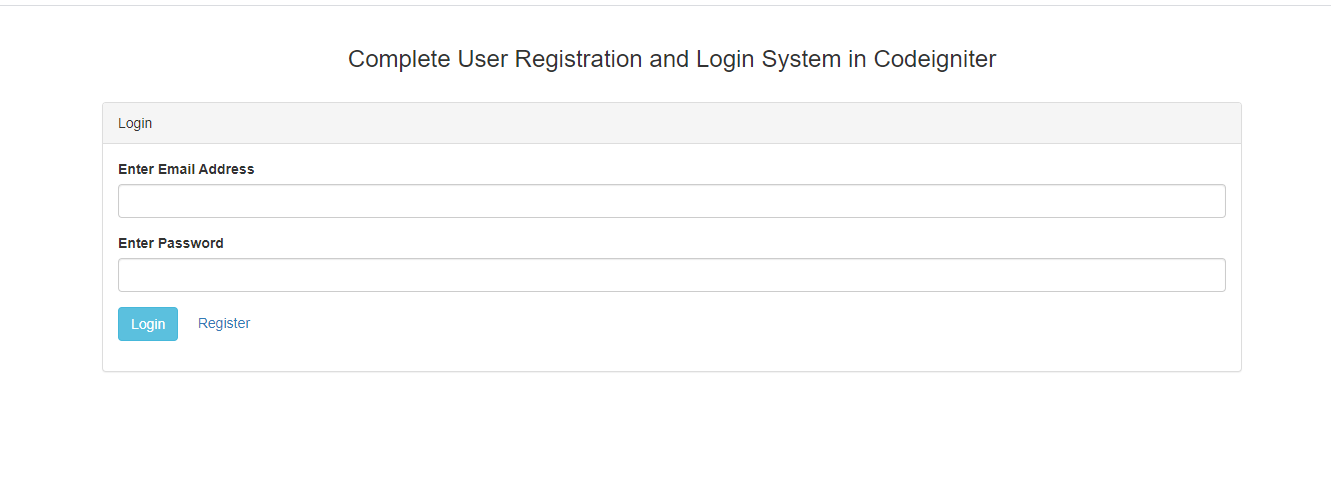 Complete User Registration and Login System in Codeigniter
Login
Enter Email Address
Enter Password
Login Register